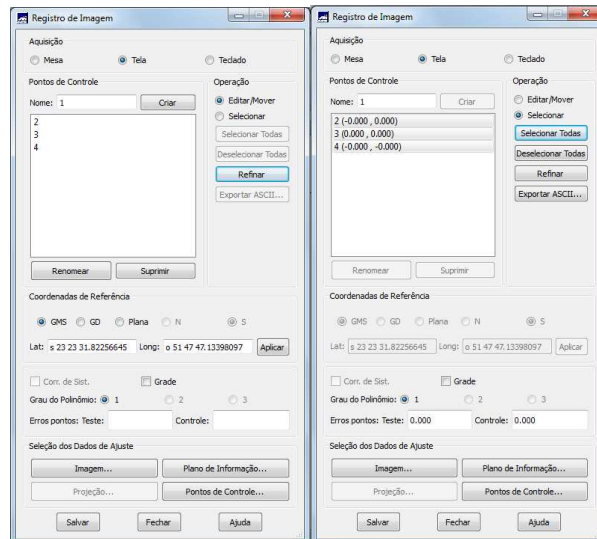 Registro de Imagem
Aquisição
Mesa Tela Teclado
Pontos de Controle
Nome: 1 Criar
2
3
4
Renomear Suprimir
Operação
Editar/Mover
Selecionar
Selecionar Todas
Deselecionar Todas
Refinar
Exportar ASCII...
Coordenadas de Referência
GMS GD Plana N S
Lat: s 23 23 31.82256645 Long: o 51 47 47.13398097 Aplicar
Corr. de Sist. Grade
Grau do Polinômio: 1 2 3
Erros pontos: Teste: Controle:
Seleção dos Dados de Ajuste
Imagem... Plano de Informação...
Projeção... Pontos de Controle...
Salvar Fechar Ajuda
Registro de Imagem
Aquisição
Mesa Tela Teclado
Pontos de Controle
Nome: 1 Criar
2 (-0.000 , 0.000)
3 (0.000 , 0.000)
4 (-0.000 , -0.000)
Renomear Suprimir
Operação
Editar/Mover
Selecionar
Selecionar Todas
Deselecionar Todas
Refinar
Exportar ASCII...
Coordenadas de Referência
GMS GD Plana N S
Lat: s 23 23 31.82256645 Long: o 51 47 47.13398097 Aplicar
Corr. de Sist. Grade
Grau do Polinômio: 1 2 3
Erros pontos: Teste: 0.000 Controle: 0.000
Seleção dos Dados de Ajuste
Imagem... Plano de Informação...
Projeção... Pontos de Controle...
Salvar Fechar Ajuda